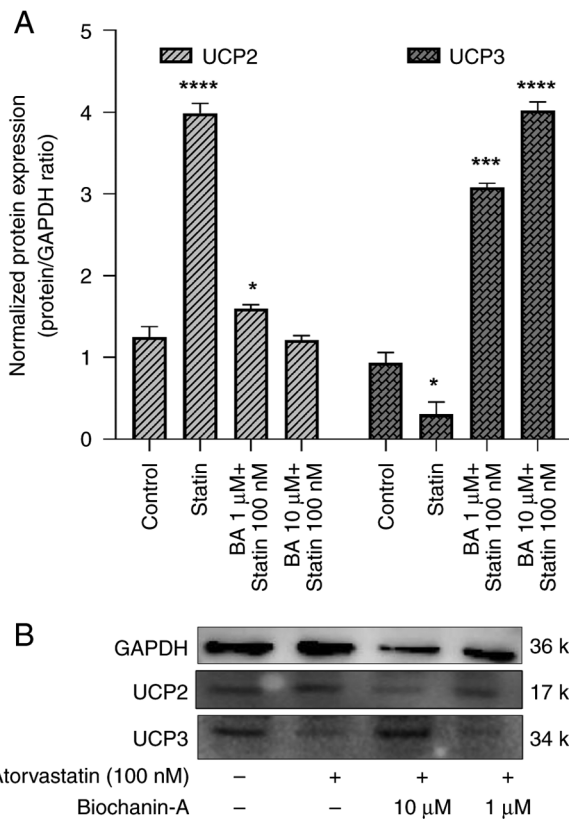 A
UCP2
UCP3
Normalized protein expression
(protein/GAPDH ratio)
5
4
3
2
1
0
****
*
*
***
****
Control
Statin
BA 1 µM+
Statin 100 nM
BA 10 µM+
Statin 100 nM
Control
Statin
BA 1 µM+
Statin 100 nM
BA 10 µM+
Statin 100 nM
B
GAPDH 36 k
UCP2 17 k
UCP3 34 k
Atorvastatin (100 nM) – + + +
Biochanin-A – – 10 µM 1 µM